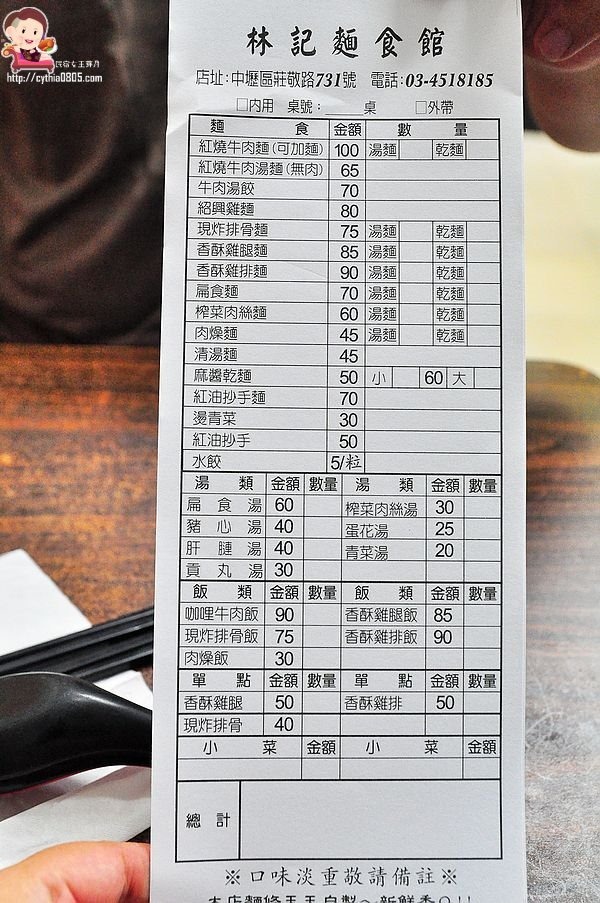 林記麵食館
店址:中壢區莊敬路731號 電話:03-4518185
□內用 桌號:_____桌 □外帶
麵食 金額 數量
紅燒牛肉麵(可加麵) 100 湯麵 乾麵
紅燒牛肉湯麵(無肉) 65
牛肉湯餃 70
紹興雞麵 80
現炸排骨麵 75 湯麵 乾麵
香酥雞腿麵 85 湯麵 乾麵
香酥雞排麵 90 湯麵 乾麵
扁食麵 70 湯麵 乾麵
榨菜肉絲麵 60 湯麵 乾麵
肉燥麵 45 湯麵 乾麵
清湯麵 45
麻醬乾麵 50 小 60 大
紅油抄手麵 70
燙青菜 30
紅油抄手 50
水餃 5/粒
湯類 金額 數量 湯類 金額 數量
扁食湯 60 榨菜肉絲湯 30
豬心湯 40 蛋花湯 25
肝腱湯 40 青菜湯 20
貢丸湯 30
飯類 金額 數量 飯類 金額 數量
咖哩牛肉飯 90 香酥雞腿飯 85
現炸排骨飯 75 香酥雞排飯 90
肉燥飯 30
單點 金額 數量 單點 金額 數量
香酥雞腿 50 香酥雞排 50
現炸排骨 40
小菜 金額 小菜 金額
總計
※口味淡重敬請備註※
本店麵條天天自製~新鮮香Q!!
民宿女王芽月
http://cythia0805.com